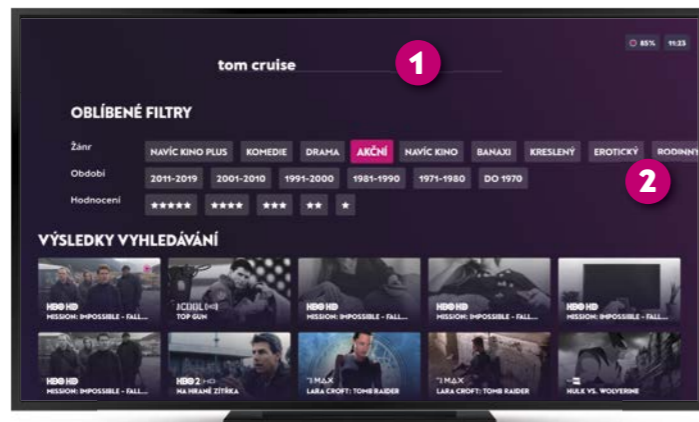 85% 11:23
tom cruise
1
OBLÍBENÉ FILTRY
Žánr
NAVÍC KINO PLUS KOMEDIE DRAMA AKČNÍ NAVÍC KINO BANAXI KRESLENÝ EROTICKÝ RODINNÝ
Období
2011-2019 2001-2010 1991-2000 1981-1990 1971-1980 DO 1970
2
Hodnocení
★★★★★ ★★★★ ★★★ ★★ ★
VÝSLEDKY VYHLEDÁVÁNÍ
HBO HD HBO HD HBO HD HBO HD
MISSION: IMPOSSIBLE - FALL... TOP GUN MISSION: IMPOSSIBLE - FALL... MISSION: IMPOSSIBLE - FALL... MISSION: IMPOSSIBLE - FALL...
HBO HD HBO 2 HD
MISSION: IMPOSSIBLE - FALL... NA HRANĚ ZÍTŘKA LARA CROFT: TOMB RAIDER LARA CROFT: TOMB RAIDER HULK VS. WOLVERINE